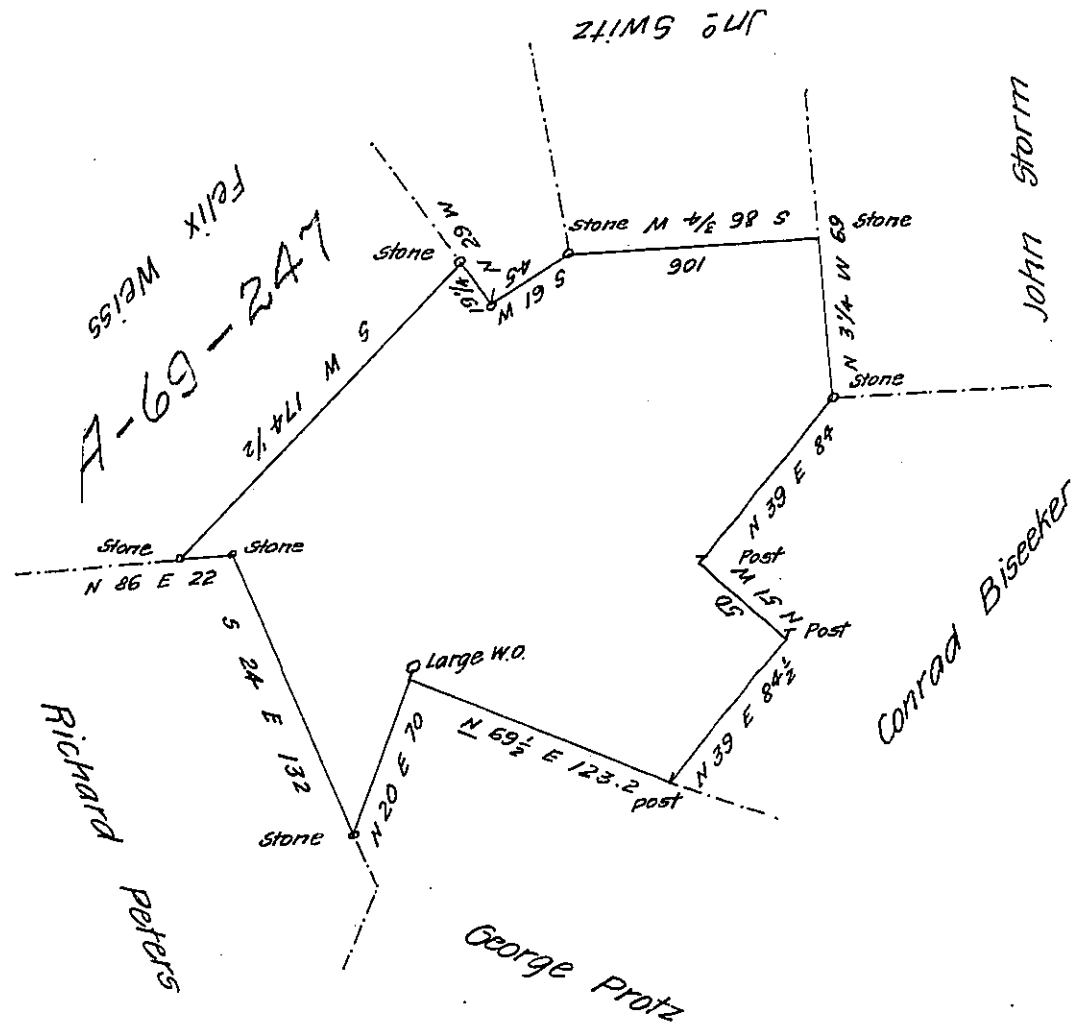 Jnº Switz
John Storm
Felix
Weiss
A-69-247
Stone
N 29 W
19 1/4
S 61 W
45
Stone
S 86 3/4 W
106
Stone
N 3 1/4 W 69
Stone
S W 174 1/2
N 39 E 84
Post
N 51 W
50
Post
Conrad Biseeker
N 39 E 84 1/2
Stone
Stone
N 86 E 22
S 24 E 132
Large W.O.
N 69 1/2 E 123.2
post
N 20 E 70
Stone
Richard Peters
George Protz